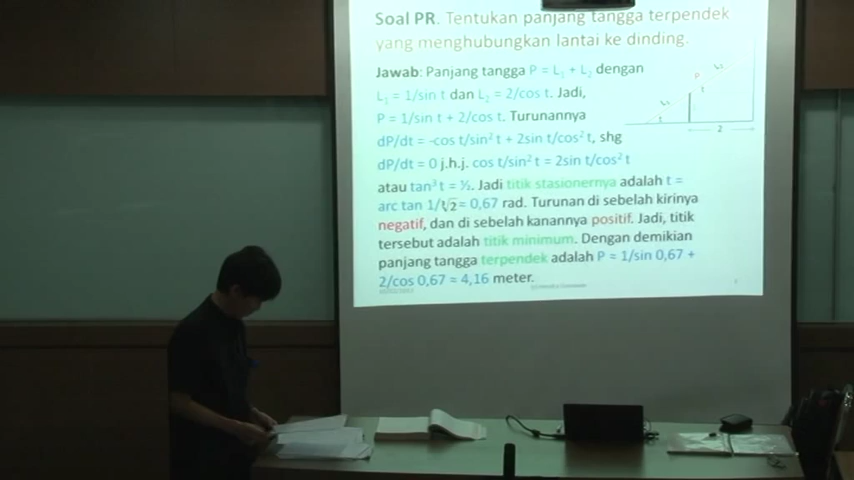 Soal PR. Tentukan panjang tangga terpendek
yang menghubungkan lantai ke dinding.
Jawab: Panjang tangga P = L₁ + L₂ dengan
L₁ = 1/sin t dan L₂ = 2/cos t. Jadi,
P = 1/sin t + 2/cos t. Turunannya
dP/dt = -cos t/sin² t + 2sin t/cos² t, shg
dP/dt = 0 j.h.j. cos t/sin² t = 2sin t/cos² t
atau tan³ t = ½. Jadi titik stasionernya adalah t =
arc tan 1/∛2 = 0,67 rad. Turunan di sebelah kirinya
negatif, dan di sebelah kanannya positif. Jadi, titik
tersebut adalah titik minimum. Dengan demikian
panjang tangga terpendek adalah P = 1/sin 0,67 +
2/cos 0,67 = 4,16 meter.
L₂
P
t
L₁
t
2